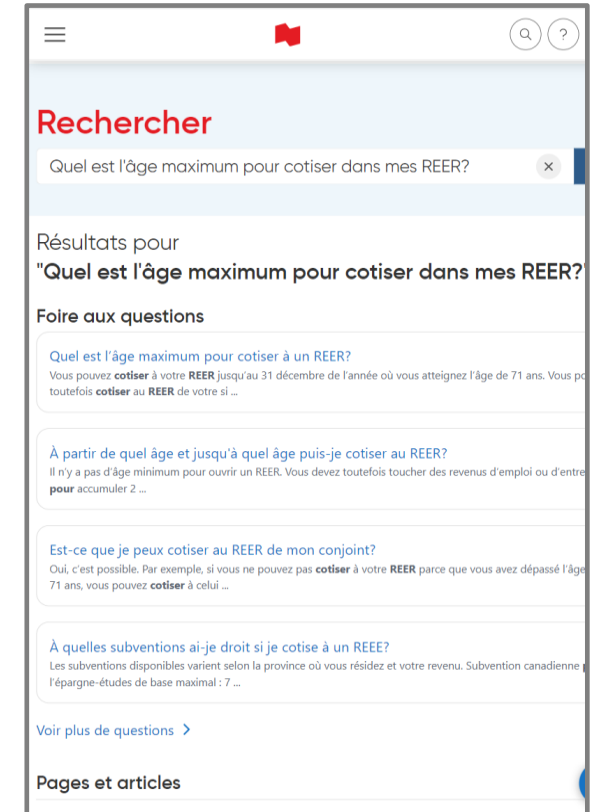 ?
Rechercher
Quel est l'âge maximum pour cotiser dans mes REER?
Résultats pour
"Quel est l'âge maximum pour cotiser dans mes REER?"
Foire aux questions
Quel est l'âge maximum pour cotiser à un REER?
Vous pouvez cotiser à votre REER jusqu'au 31 décembre de l'année où vous atteignez l'âge de 71 ans. Vous
toutefois cotiser au REER de votre si ...
À partir de quel âge et jusqu'à quel âge puis-je cotiser au REER?
Il n'y a pas d'âge minimum pour ouvrir un REER. Vous devez toutefois toucher des revenus d'emploi ou
pour accumuler 2 ...
Est-ce que je peux cotiser au REER de mon conjoint?
Oui, c'est possible. Par exemple, si vous ne pouvez pas cotiser à votre REER parce que vous avez dépassé l'âge
71 ans, vous pouvez cotiser à celui ...
À quelles subventions ai-je droit si je cotise à un REEE?
Les subventions disponibles varient selon la province où vous résidez et votre revenu. Subvention canadienne
l'épargne-études de base maximal : 7 ...
Voir plus de questions
Pages et articles